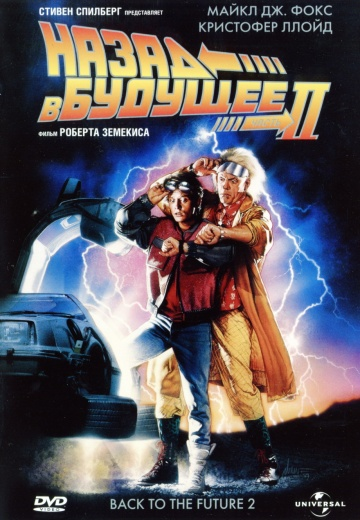 СТИВЕН СПИЛБЕРГ ПРЕДСТАВЛЯЕТ
МАЙКЛ ДЖ. ФОКС
КРИСТОФЕР ЛЛОЙД
НАЗАД
В БУДУЩЕЕ II
ФИЛЬМ РОБЕРТА ЗЕМЕКИСА
DVD
VIDEO
BACK TO THE FUTURE 2
UNIVERSAL